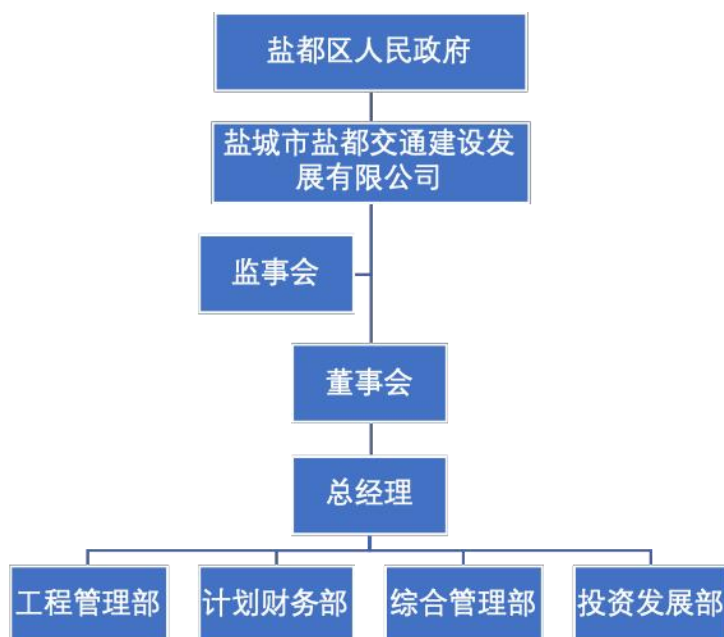 盐都区人民政府
盐城市盐都交通建设发
展有限公司
监事会
董事会
总经理
工程管理部
计划财务部
综合管理部
投资发展部